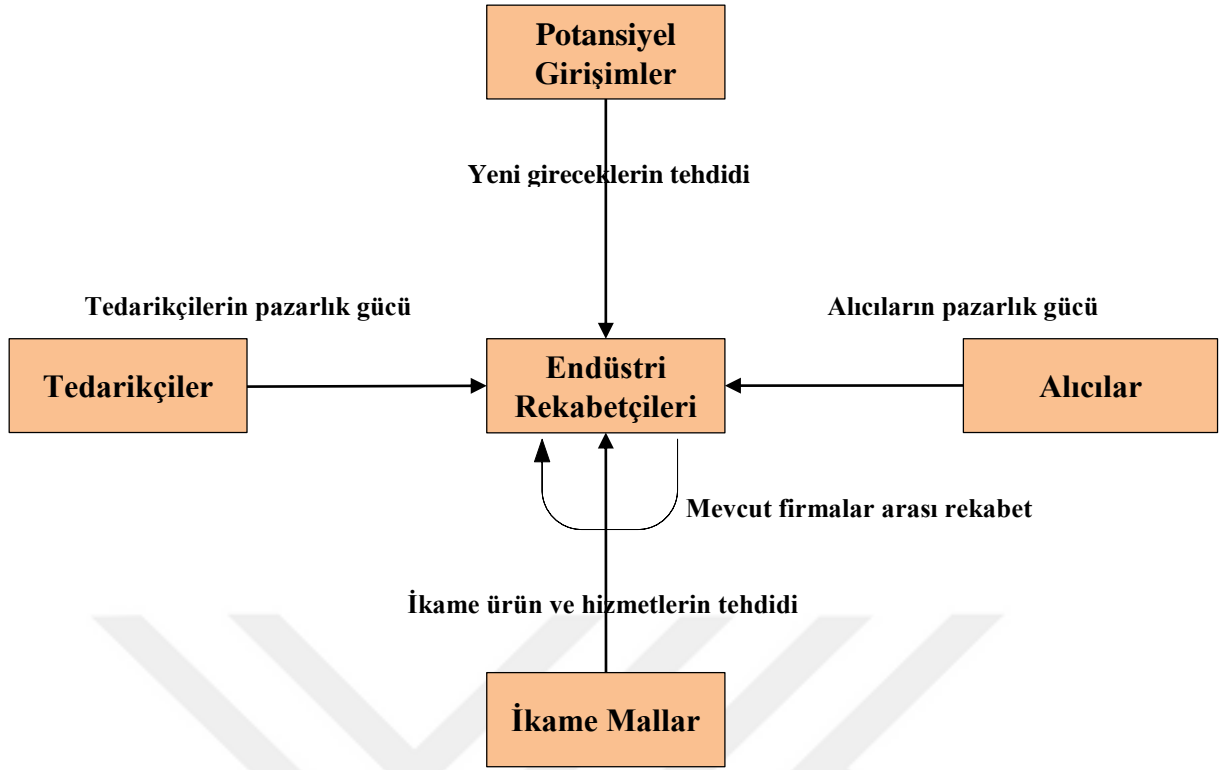 Potansiyel
Girişimler
Yeni gireceklerin tehdidi
Tedarikçilerin pazarlık gücü
Alıcıların pazarlık gücü
Tedarikçiler
Endüstri
Rekabetçileri
Alıcılar
Mevcut firmalar arası rekabet
İkame ürün ve hizmetlerin tehdidi
İkame Mallar